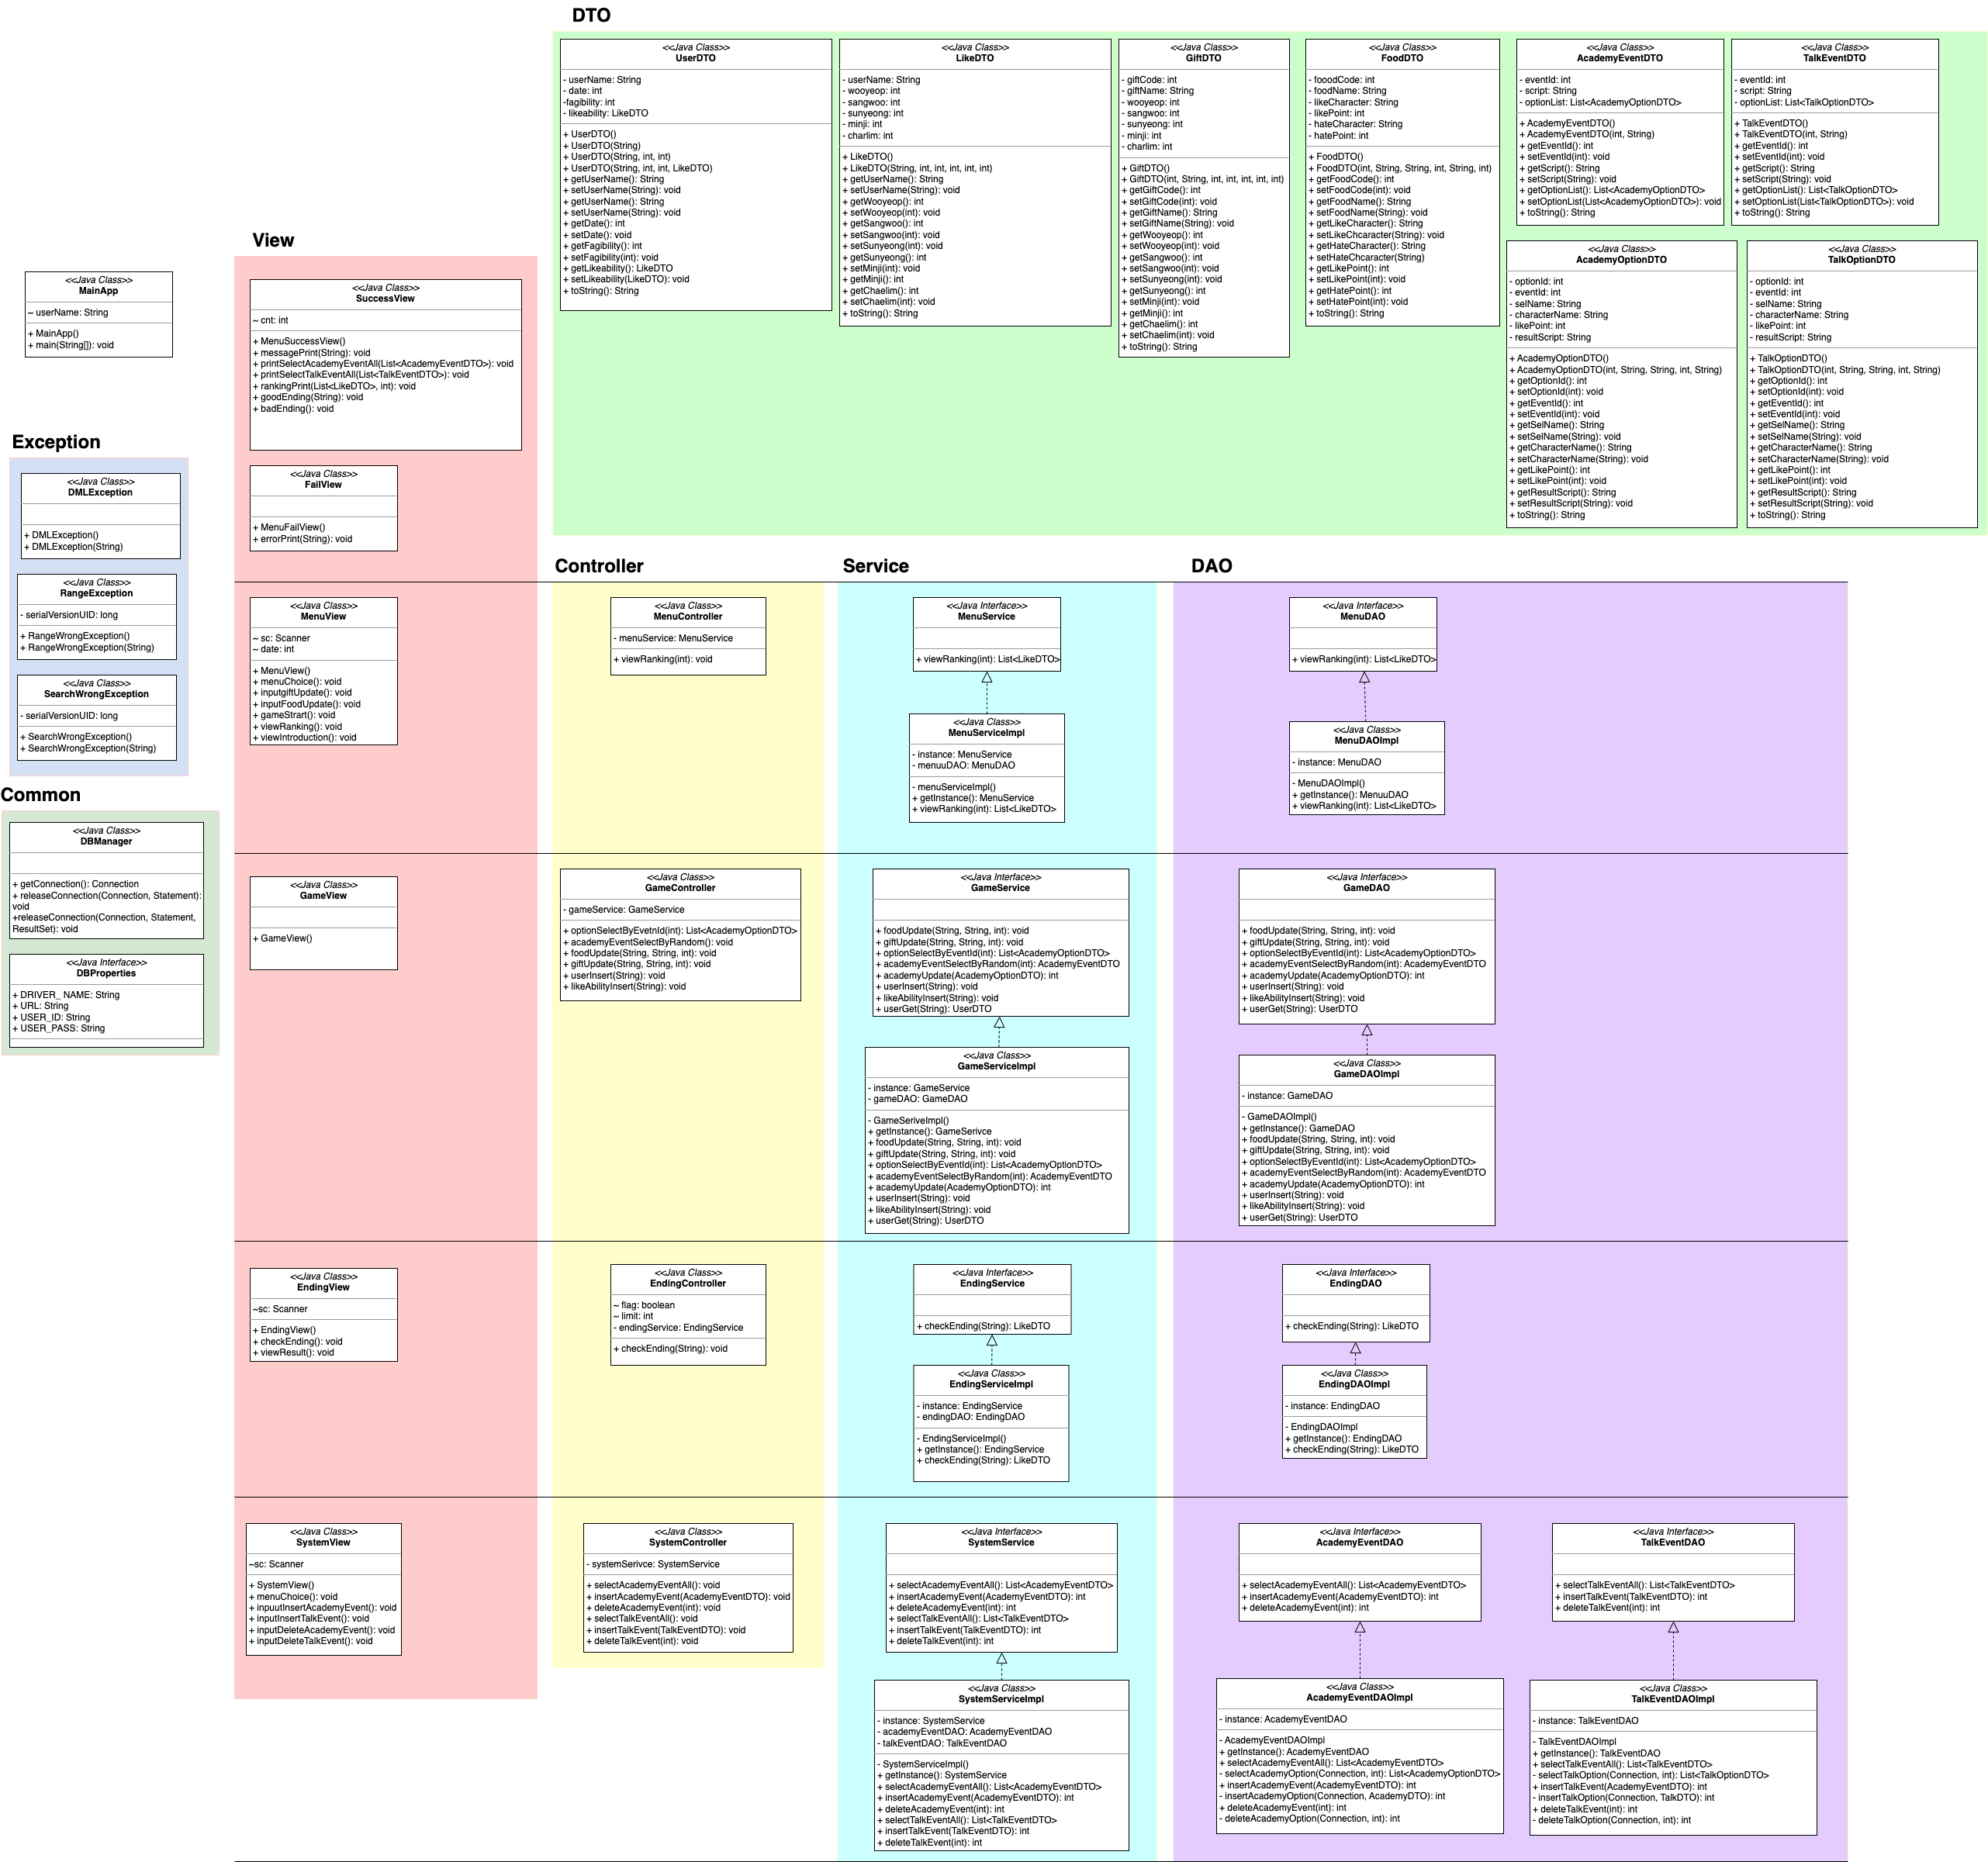 DTO
<<Java Class>>
UserDTO
- userName: String
- date: int
-fagibility: int
- likeability: LikeDTO
+ UserDTO()
+ UserDTO(String)
+ UserDTO(String, int, int)
+ UserDTO(String, int, int, LikeDTO)
+ getUserName(): String
+ setUserName(String): void
+ getUserName(): String
+ setUserName(String): void
+ getDate(): int
+ setDate(): void
+ getFagibility(): int
+ setFagibility(int): void
+ getLikeability(): LikeDTO
+ setLikeability(LikeDTO): void
+ toString(): String
<<Java Class>>
LikeDTO
- userName: String
- wooyeop: int
- sangwoo: int
- sunyeong: int
- minji: int
- charlim: int
+ LikeDTO()
+ LikeDTO(String, int, int, int, int, int)
+ getUserName(): String
+ setUserName(String): void
+ getWooyeop(): int
+ setWooyeop(int): void
+ getSangwoo(): int
+ setSangwoo(int): void
+ setSunyeong(int): void
+ getSunyeong(): int
+ setMinji(int): void
+ getMinji(): int
+ getChaelim(): int
+ setChaelim(int): void
+ toString(): String
<<Java Class>>
GiftDTO
- giftCode: int
- giftName: String
- wooyeop: int
- sangwoo: int
- sunyeong: int
- minji: int
- charlim: int
+ GiftDTO()
+ GiftDTO(int, String, int, int, int, int, int)
+ getGiftCode(): int
+ setGiftCode(int): void
+ getGiftName(): String
+ setGiftName(String): void
+ getWooyeop(): int
+ setWooyeop(int): void
+ getSangwoo(): int
+ setSangwoo(int): void
+ setSunyeong(int): void
+ getSunyeong(): int
+ setMinji(int): void
+ getMinji(): int
+ getChaelim(): int
+ setChaelim(int): void
+ toString(): String
<<Java Class>>
FoodDTO
- fooodCode: int
- foodName: String
- likeCharacter: String
- likePoint: int
- hateCharacter: String
- hatePoint: int
+ FoodDTO()
+ FoodDTO(int, String, String, int, String, int)
+ getFoodCode(): int
+ setFoodCode(int): void
+ getFoodName(): String
+ setFoodName(String): void
+ getLikeCharacter(): String
+ setLikeChcaracter(String): void
+ getHateCharacter(): String
+ setHateCharacter(String)
+ getLikePoint(): int
+ setLikePoint(int): void
+ getHatePoint(): int
+ setHatePoint(int): void
+ toString(): String
<<Java Class>>
AcademyEventDTO
- eventId: int
- script: String
- optionList: List<AcademyOptionDTO>
+ AcademyEventDTO()
+ AcademyEventDTO(int, String)
+ getEventId(): int
+ setEventId(int): void
+ getScript(): String
+ setScript(String): void
+ getOptionList(): List<AcademyOptionDTO>
+ setOptionList(List<AcademyOptionDTO>): void
+ toString(): String
<<Java Class>>
TalkEventDTO
- eventId: int
- script: String
- optionList: List<TalkOptionDTO>
+ TalkEventDTO()
+ TalkEventDTO(int, String)
+ getEventId(): int
+ setEventId(int): void
+ getScript(): String
+ setScript(String): void
+ getOptionList(): List<TalkOptionDTO>
+ setOptionList(List<TalkOptionDTO>): void
+ toString(): String
<<Java Class>>
AcademyOptionDTO
- optionId: int
- eventId: int
- selName: String
- characterName: String
- likePoint: int
- resultScript: String
+ AcademyOptionDTO()
+ AcademyOptionDTO(int, String, String, int, String)
+ getOptionId(): int
+ setOptionId(int): void
+ getEventId(): int
+ setEventId(int): void
+ getSelName(): String
+ setSelName(String): void
+ getCharacterName(): String
+ setCharacterName(String): void
+ getLikePoint(): int
+ setLikePoint(int): void
+ getResultScript(): String
+ setResultScript(String): void
+ toString(): String
<<Java Class>>
TalkOptionDTO
- optionId: int
- eventId: int
- selName: String
- characterName: String
- likePoint: int
- resultScript: String
+ TalkOptionDTO()
+ TalkOptionDTO(int, String, String, int, String)
+ getOptionId(): int
+ setOptionId(int): void
+ getEventId(): int
+ setEventId(int): void
+ getSelName(): String
+ setSelName(String): void
+ getCharacterName(): String
+ setCharacterName(String): void
+ getLikePoint(): int
+ setLikePoint(int): void
+ getResultScript(): String
+ setResultScript(String): void
+ toString(): String
<<Java Class>>
MainApp
~ userName: String
+ MainApp()
+ main(String[]): void
Exception
<<Java Class>>
DMLException
+ DMLException()
+ DMLException(String)
<<Java Class>>
RangeException
- serialVersionUID: long
+ RangeWrongException()
+ RangeWrongException(String)
<<Java Class>>
SearchWrongException
- serialVersionUID: long
+ SearchWrongException()
+ SearchWrongException(String)
Common
<<Java Class>>
DBManager
+ getConnection(): Connection
+ releaseConnection(Connection, Statement):
void
+releaseConnection(Connection, Statement,
ResultSet): void
<<Java Interface>>
DBProperties
+ DRIVER_ NAME: String
+ URL: String
+ USER_ID: String
+ USER_PASS: String
View
<<Java Class>>
SuccessView
~ cnt: int
+ MenuSuccessView()
+ messagePrint(String): void
+ printSelectAcademyEventAll(List<AcademyEventDTO>): void
+ printSelectTalkEventAll(List<TalkEventDTO>): void
+ rankingPrint(List<LikeDTO>, int): void
+ goodEnding(String): void
+ badEnding(): void
<<Java Class>>
FailView
+ MenuFailView()
+ errorPrint(String): void
Controller
Service
DAO
<<Java Class>>
MenuView
~ sc: Scanner
~ date: int
+ MenuView()
+ menuChoice(): void
+ inputgiftUpdate(): void
+ inputFoodUpdate(): void
+ gameStrart(): void
+ viewRanking(): void
+ viewIntroduction(): void
<<Java Class>>
MenuController
- menuService: MenuService
+ viewRanking(int): void
<<Java Interface>>
MenuService
+ viewRanking(int): List<LikeDTO>
<<Java Class>>
MenuServiceImpl
- instance: MenuService
- menuuDAO: MenuDAO
- menuServiceImpl()
+ getInstance(): MenuService
+ viewRanking(int): List<LikeDTO>
<<Java Interface>>
MenuDAO
+ viewRanking(int): List<LikeDTO>
<<Java Class>>
MenuDAOImpl
- instance: MenuDAO
- MenuDAOImpl()
+ getInstance(): MenuuDAO
+ viewRanking(int): List<LikeDTO>
<<Java Class>>
GameView
+ GameView()
<<Java Class>>
GameController
- gameService: GameService
+ optionSelectByEvetnId(int): List<AcademyOptionDTO>
+ academyEventSelectByRandom(): void
+ foodUpdate(String, String, int): void
+ giftUpdate(String, String, int): void
+ userInsert(String): void
+ likeAbilityInsert(String): void
<<Java Interface>>
GameService
+ foodUpdate(String, String, int): void
+ giftUpdate(String, String, int): void
+ optionSelectByEventId(int): List<AcademyOptionDTO>
+ academyEventSelectByRandom(int): AcademyEventDTO
+ academyUpdate(AcademyOptionDTO): int
+ userInsert(String): void
+ likeAbilityInsert(String): void
+ userGet(String): UserDTO
<<Java Class>>
GameServiceImpl
- instance: GameService
- gameDAO: GameDAO
- GameSeriveImpl()
+ getInstance(): GameSerivce
+ foodUpdate(String, String, int): void
+ giftUpdate(String, String, int): void
+ optionSelectByEventId(int): List<AcademyOptionDTO>
+ academyEventSelectByRandom(int): AcademyEventDTO
+ academyUpdate(AcademyOptionDTO): int
+ userInsert(String): void
+ likeAbilityInsert(String): void
+ userGet(String): UserDTO
<<Java Interface>>
GameDAO
+ foodUpdate(String, String, int): void
+ giftUpdate(String, String, int): void
+ optionSelectByEventId(int): List<AcademyOptionDTO>
+ academyEventSelectByRandom(int): AcademyEventDTO
+ academyUpdate(AcademyOptionDTO): int
+ userInsert(String): void
+ likeAbilityInsert(String): void
+ userGet(String): UserDTO
<<Java Class>>
GameDAOImpl
- instance: GameDAO
- GameDAOImpl()
+ getInstance(): GameDAO
+ foodUpdate(String, String, int): void
+ giftUpdate(String, String, int): void
+ optionSelectByEventId(int): List<AcademyOptionDTO>
+ academyEventSelectByRandom(int): AcademyEventDTO
+ academyUpdate(AcademyOptionDTO): int
+ userInsert(String): void
+ likeAbilityInsert(String): void
+ userGet(String): UserDTO
<<Java Class>>
EndingView
~sc: Scanner
+ EndingView()
+ checkEnding(): void
+ viewResult(): void
<<Java Class>>
EndingController
~ flag: boolean
~ limit: int
- endingService: EndingService
+ checkEnding(String): void
<<Java Interface>>
EndingService
+ checkEnding(String): LikeDTO
<<Java Class>>
EndingServiceImpl
- instance: EndingService
- endingDAO: EndingDAO
- EndingServiceImpl()
+ getInstance(): EndingService
+ checkEnding(String): LikeDTO
<<Java Interface>>
EndingDAO
+ checkEnding(String): LikeDTO
<<Java Class>>
EndingDAOImpl
- instance: EndingDAO
- EndingDAOImpl
+ getInstance(): EndingDAO
+ checkEnding(String): LikeDTO
<<Java Class>>
SystemView
~sc: Scanner
+ SystemView()
+ menuChoice(): void
+ inpuutInsertAcademyEvent(): void
+ inputInsertTalkEvent(): void
+ inputDeleteAcademyEvent(): void
+ inputDeleteTalkEvent(): void
<<Java Class>>
SystemController
- systemSerivce: SystemService
+ selectAcademyEventAll(): void
+ insertAcademyEvent(AcademyEventDTO): void
+ deleteAcademyEvent(int): void
+ selectTalkEventAll(): void
+ insertTalkEvent(TalkEventDTO): void
+ deleteTalkEvent(int): void
<<Java Interface>>
SystemService
+ selectAcademyEventAll(): List<AcademyEventDTO>
+ insertAcademyEvent(AcademyEventDTO): int
+ deleteAcademyEvent(int): int
+ selectTalkEventAll(): List<TalkEventDTO>
+ insertTalkEvent(TalkEventDTO): int
+ deleteTalkEvent(int): int
<<Java Class>>
SystemServiceImpl
- instance: SystemService
- academyEventDAO: AcademyEventDAO
- talkEventDAO: TalkEventDAO
- SystemServiceImpl()
+ getInstance(): SystemService
+ selectAcademyEventAll(): List<AcademyEventDTO>
+ insertAcademyEvent(AcademyEventDTO): int
+ deleteAcademyEvent(int): int
+ selectTalkEventAll(): List<TalkEventDTO>
+ insertTalkEvent(TalkEventDTO): int
+ deleteTalkEvent(int): int
<<Java Interface>>
AcademyEventDAO
+ selectAcademyEventAll(): List<AcademyEventDTO>
+ insertAcademyEvent(AcademyEventDTO): int
+ deleteAcademyEvent(int): int
<<Java Class>>
AcademyEventDAOImpl
- instance: AcademyEventDAO
- AcademyEventDAOImpl
+ getInstance(): AcademyEventDAO
+ selectAcademyEventAll(): List<AcademyEventDTO>
- selectAcademyOption(Connection, int): List<AcademyOptionDTO>
+ insertAcademyEvent(AcademyEventDTO): int
- insertAcademyOption(Connection, AcademyDTO): int
+ deleteAcademyEvent(int): int
- deleteAcademyOption(Connection, int): int
<<Java Interface>>
TalkEventDAO
+ selectTalkEventAll(): List<TalkEventDTO>
+ insertTalkEvent(TalkEventDTO): int
+ deleteTalkEvent(int): int
<<Java Class>>
TalkEventDAOImpl
- instance: TalkEventDAO
- TalkEventDAOImpl
+ getInstance(): TalkEventDAO
+ selectTalkEventAll(): List<TalkEventDTO>
- selectTalkOption(Connection, int): List<TalkOptionDTO>
+ insertTalkEvent(AcademyEventDTO): int
- insertTalkOption(Connection, TalkDTO): int
+ deleteTalkEvent(int): int
- deleteTalkOption(Connection, int): int